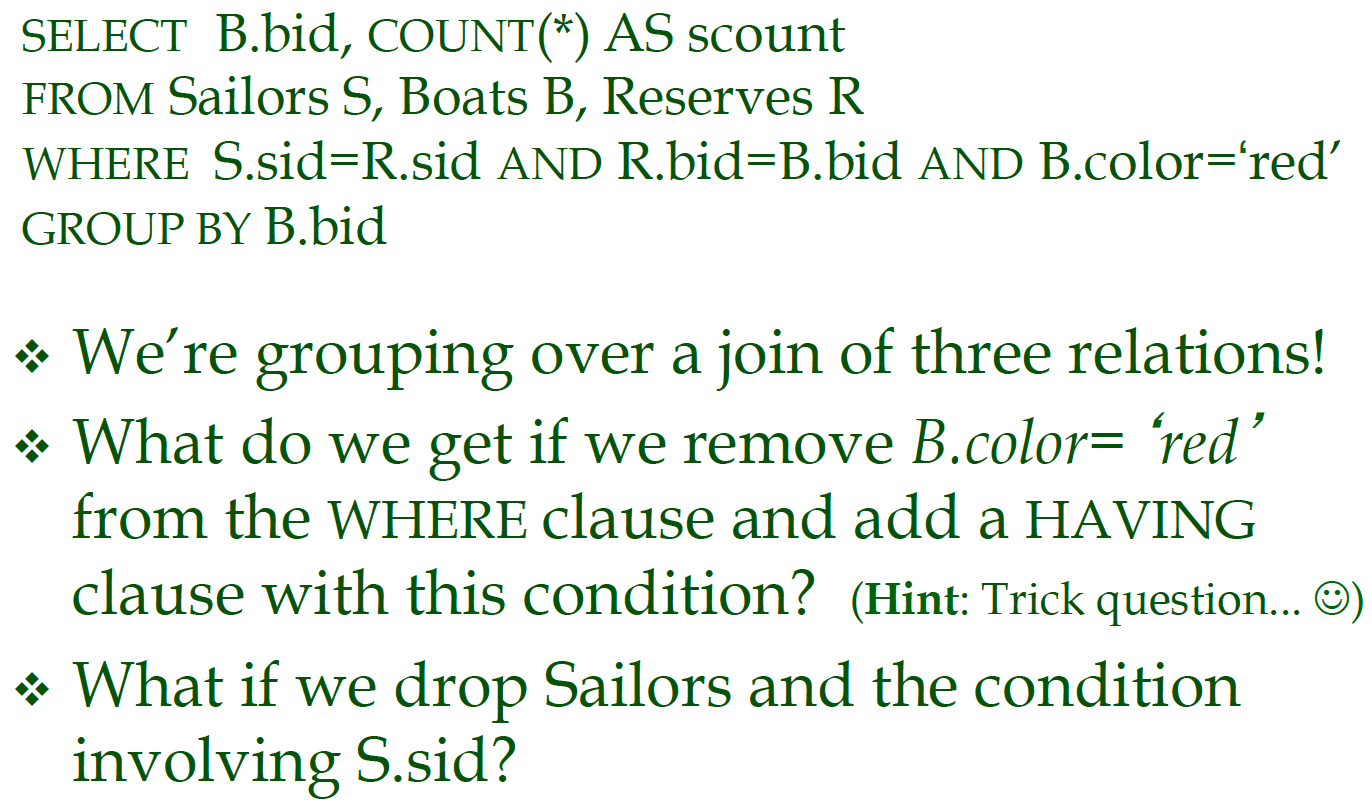 SELECT B.bid, COUNT(*) AS scount
FROM Sailors S, Boats B, Reserves R
WHERE S.sid=R.sid AND R.bid=B.bid AND B.color=‘red’
GROUP BY B.bid
❖ We’re grouping over a join of three relations!
❖ What do we get if we remove B.color= ‘red’
from the WHERE clause and add a HAVING
clause with this condition? (Hint: Trick question... ☺)
❖ What if we drop Sailors and the condition
involving S.sid?